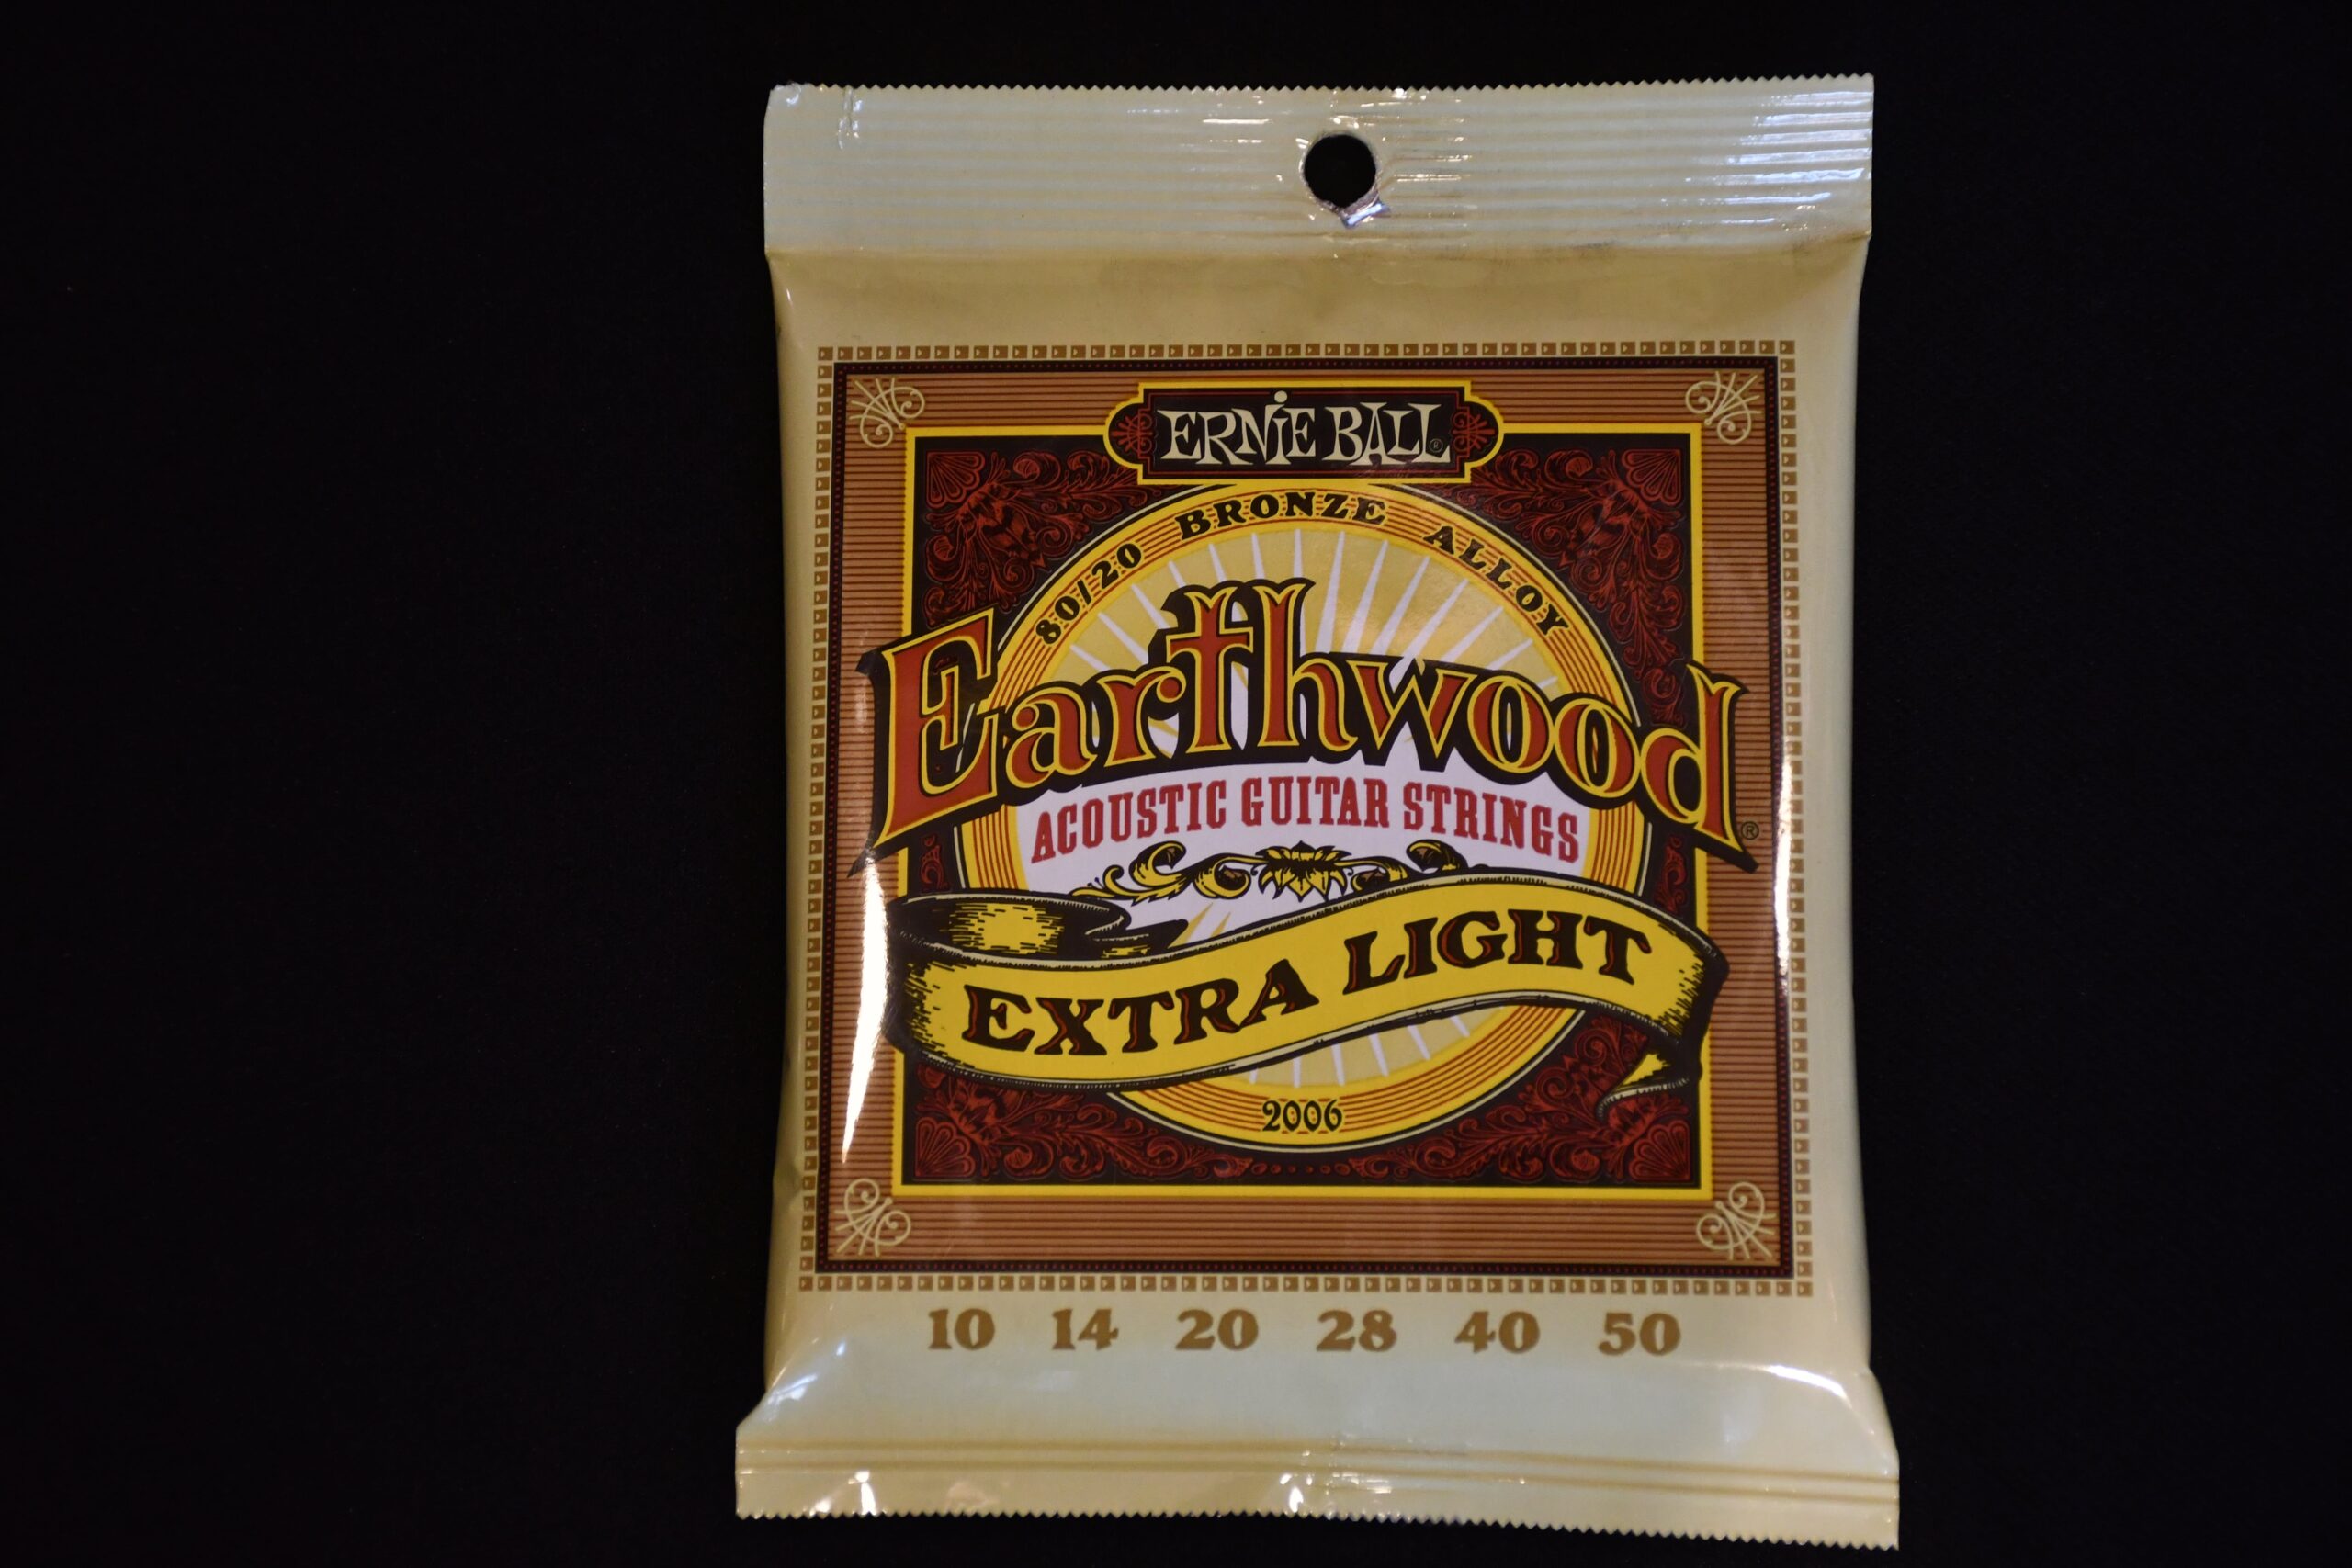 ERNiE BALL®
80/20 BRONZE ALLOY
Earthwood®
ACOUSTIC GUITAR STRINGS
EXTRA LIGHT
2006
10 14 20 28 40 50